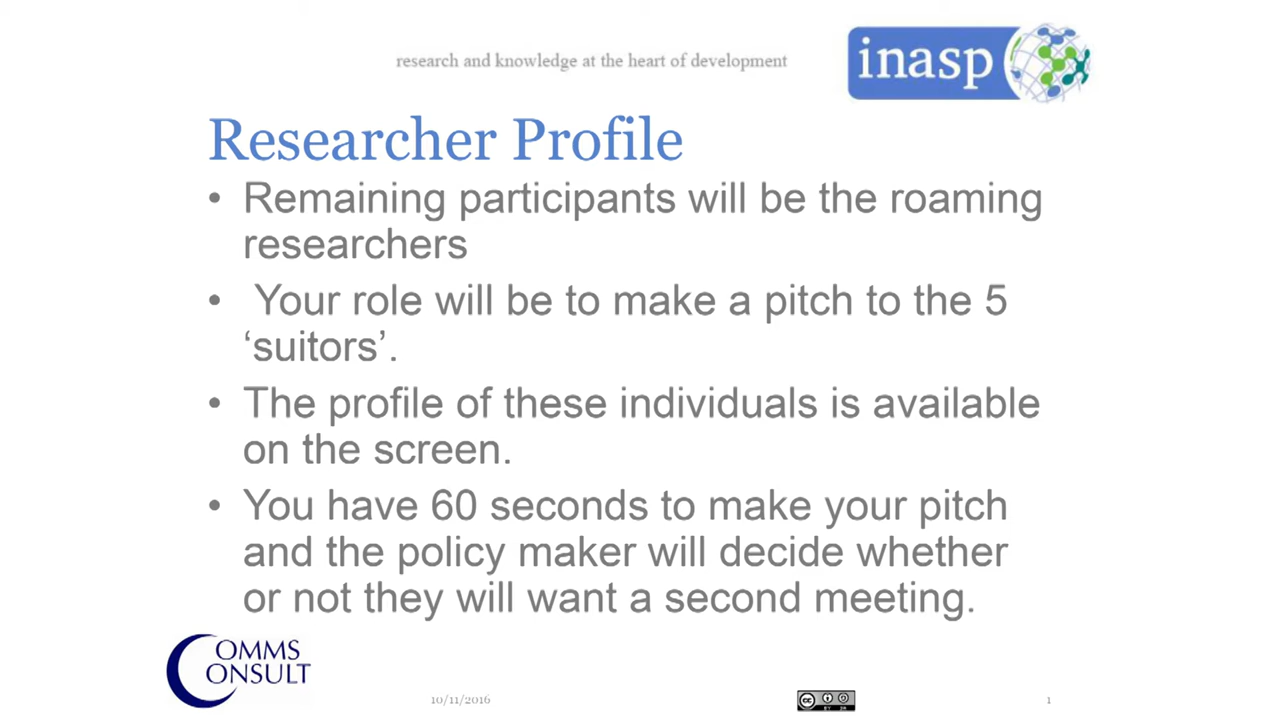 research and knowledge at the heart of development
inasp
Researcher Profile
• Remaining participants will be the roaming
researchers
• Your role will be to make a pitch to the 5
‘suitors’.
• The profile of these individuals is available
on the screen.
• You have 60 seconds to make your pitch
and the policy maker will decide whether
or not they will want a second meeting.
COMMS
CONSULT
10/11/2016
cc
1